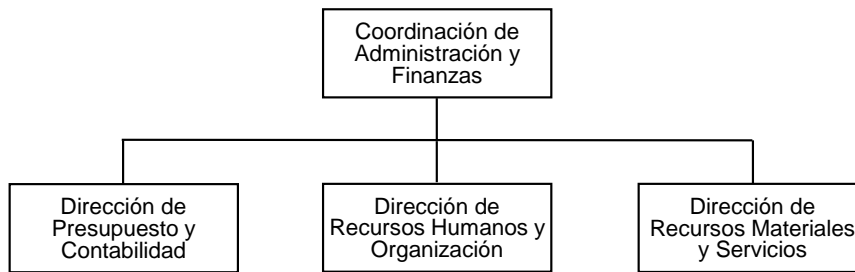 Coordinación de
Administración y
Finanzas
Dirección de
Presupuesto y
Contabilidad
Dirección de
Recursos Humanos y
Organización
Dirección de
Recursos Materiales
y Servicios